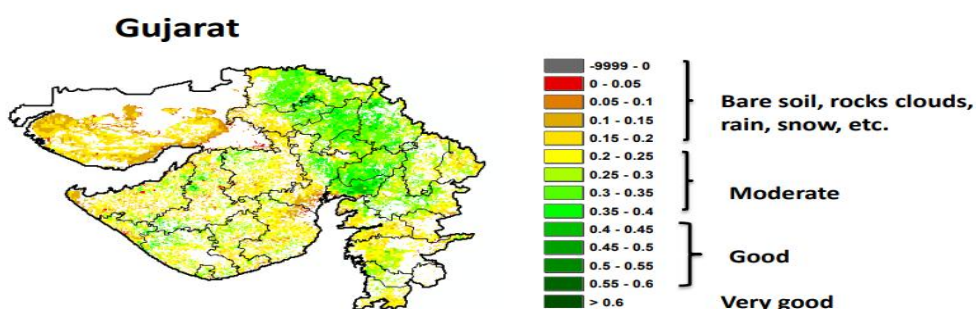 Gujarat
-9999 - 0
0 - 0.05
0.05 - 0.1
0.1 - 0.15
0.15 - 0.2
0.2 - 0.25
0.25 - 0.3
0.3 - 0.35
0.35 - 0.4
0.4 - 0.45
0.45 - 0.5
0.5 - 0.55
0.55 - 0.6
> 0.6
Bare soil, rocks clouds,
rain, snow, etc.
Moderate
Good
Very good